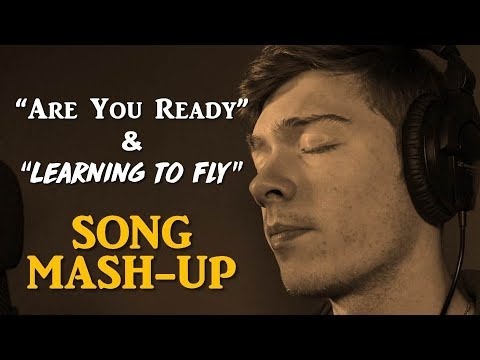 “Are You Ready”
&
“LEARNING TO FLY”
SONG
MASH-UP